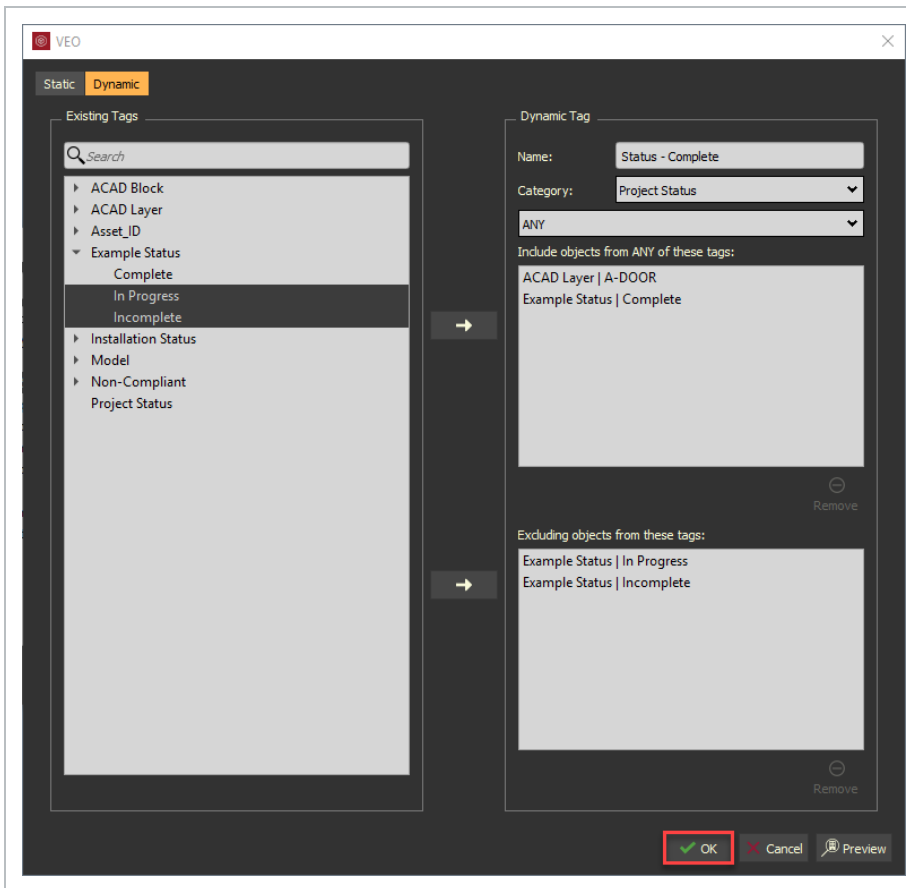 VEO
Static Dynamic
Existing Tags
Search
ACAD Block
ACAD Layer
Asset_ID
Example Status
Complete
In Progress
Incomplete
Installation Status
Model
Non-Compliant
Project Status
Dynamic Tag
Name: Status - Complete
Category: Project Status
ANY
Include objects from ANY of these tags:
ACAD Layer | A-DOOR
Example Status | Complete
Remove
Excluding objects from these tags:
Example Status | In Progress
Example Status | Incomplete
Remove
OK Cancel Preview